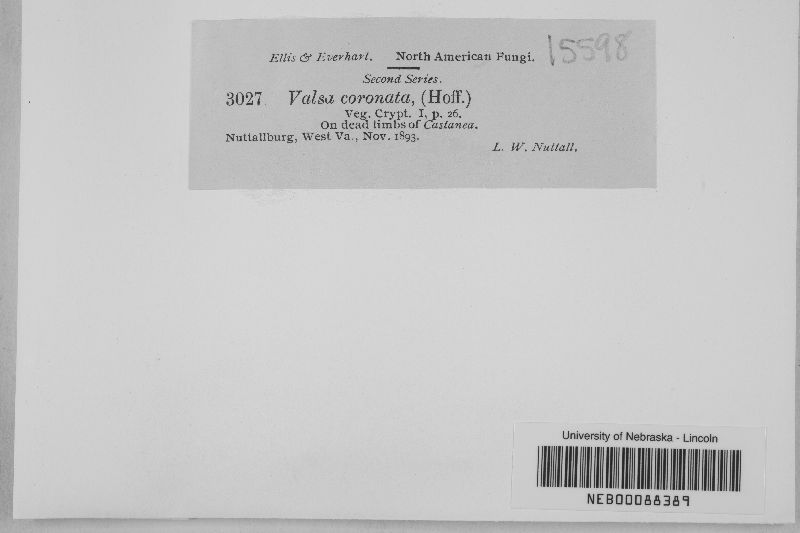 Ellis & Everhart. North American Fungi. 15598
Second Series.
3027 Valsa coronata, (Hoff.)
Veg. Crypt. I, p. 26.
On dead limbs of Castanea.
Nuttallburg, West Va., Nov. 1893.
L. W. Nuttall.
University of Nebraska - Lincoln
NEB00088389